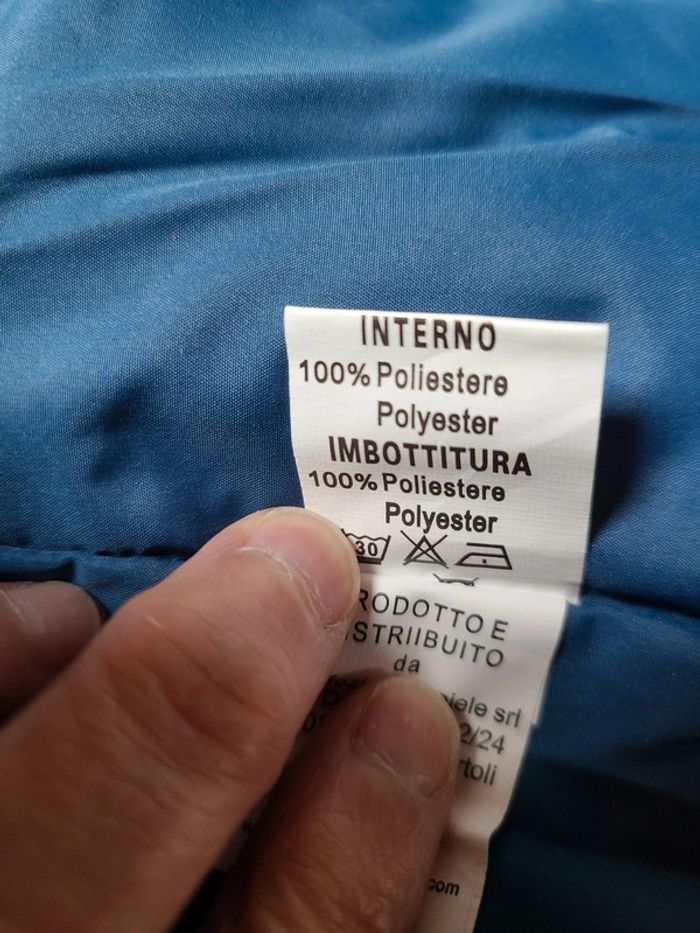 INTERNO
100% Poliestere
Polyester
IMBOTTITURA
100% Poliestere
Polyester
30
RODOTTO E
STRIIBUITO
da
iele srl
2/24
rtoli
com